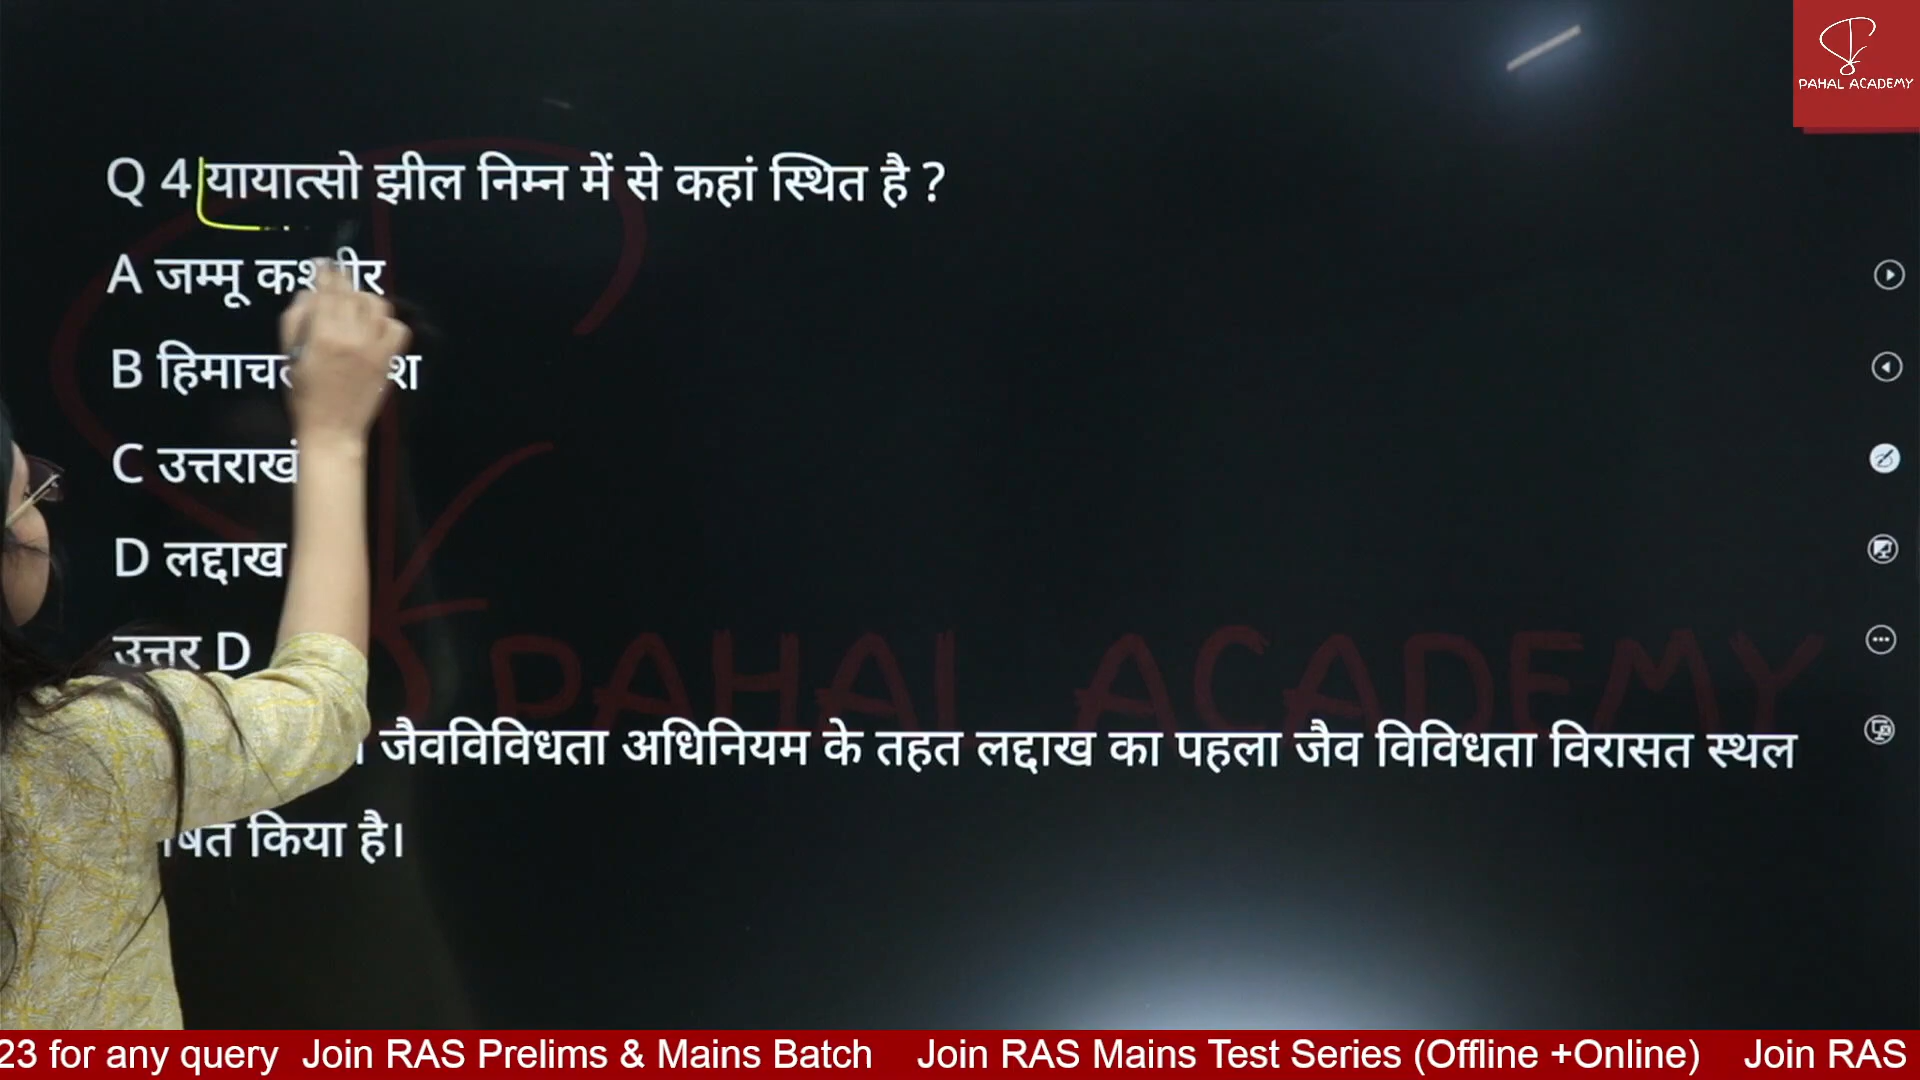 PAHAL ACADEMY
Q 4 यायात्सो झील निम्न में से कहां स्थित है ?
A जम्मू
B
C
D लद्दाख
उत्तर D
जैवविविधता अधिनियम के तहत लद्दाख का पहला जैव विविधता विरासत स्थल
किया है।
PAHAL ACADEMY
23 for any query Join RAS Prelims & Mains Batch Join RAS Mains Test Series (Offline +Online) Join RAS